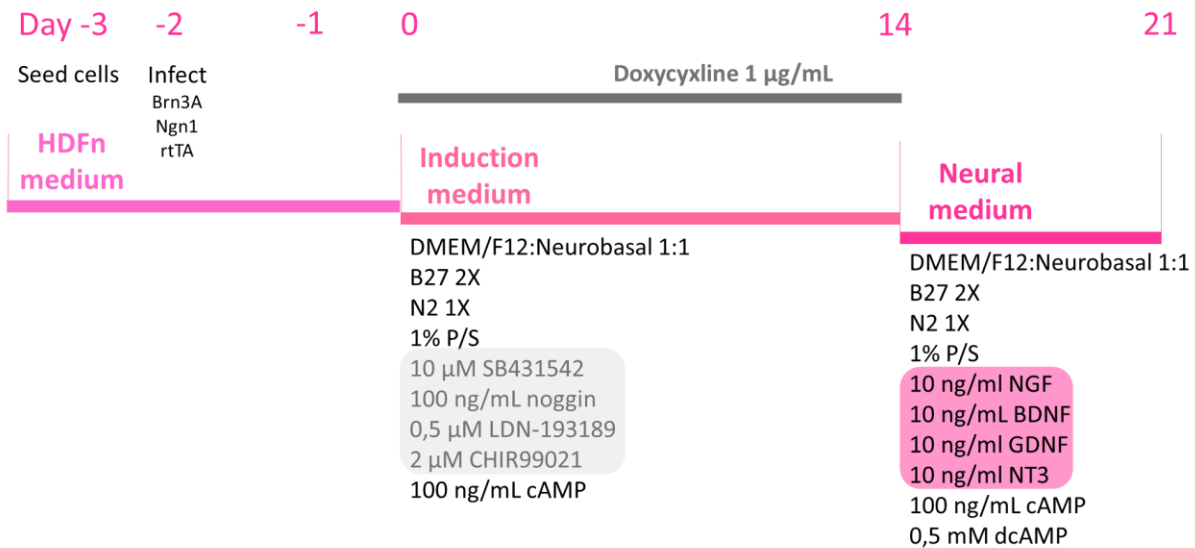 Day -3 -2 -1 0 14 21
Seed cells
Infect
Brn3A
Ngn1
rtTA
Doxycyxline 1 µg/mL
HDFn
medium
Induction
medium
Neural
medium
DMEM/F12:Neurobasal 1:1
B27 2X
N2 1X
1% P/S
10 µM SB431542
100 ng/mL noggin
0,5 µM LDN-193189
2 µM CHIR99021
100 ng/mL cAMP
DMEM/F12:Neurobasal 1:1
B27 2X
N2 1X
1% P/S
10 ng/ml NGF
10 ng/mL BDNF
10 ng/ml GDNF
10 ng/ml NT3
100 ng/mL cAMP
0,5 mM dcAMP